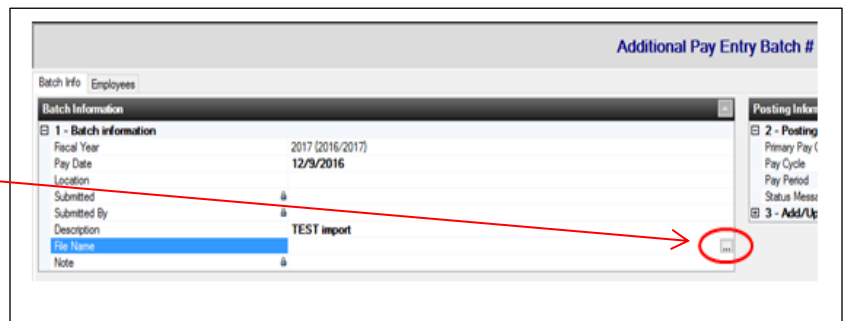 Additional Pay Entry Batch #
Batch Info Employees
Batch Information
1 - Batch information
Fiscal Year 2017 (2016/2017)
Pay Date 12/9/2016
Location
Submitted
Submitted By
Description TEST import
File Name ...
Note
Posting Inform
2 - Posting
Primary Pay
Pay Cycle
Pay Period
Status Messa
3 - Add/Up